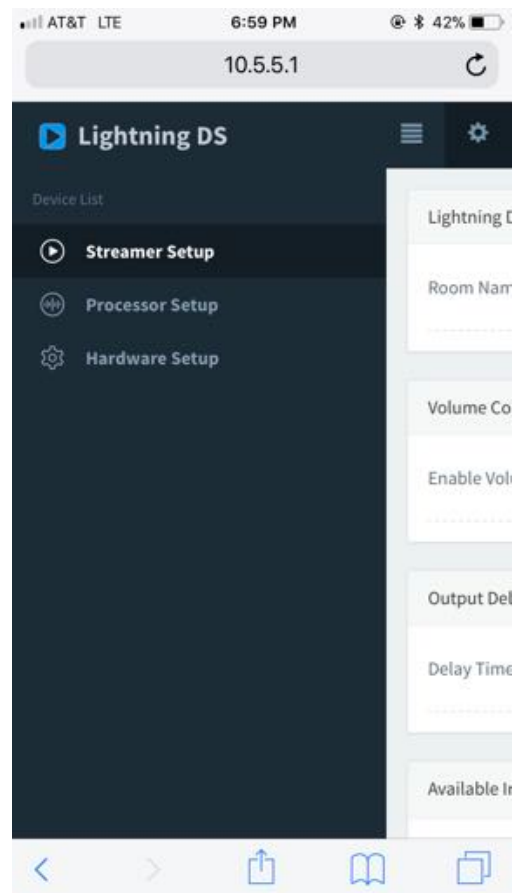 AT&T LTE 6:59 PM 42%
10.5.5.1
Lightning DS
Device List
Streamer Setup
Processor Setup
Hardware Setup
Lightning D
Room Nam
Volume Co
Enable Vol
Output Del
Delay Time
Available In